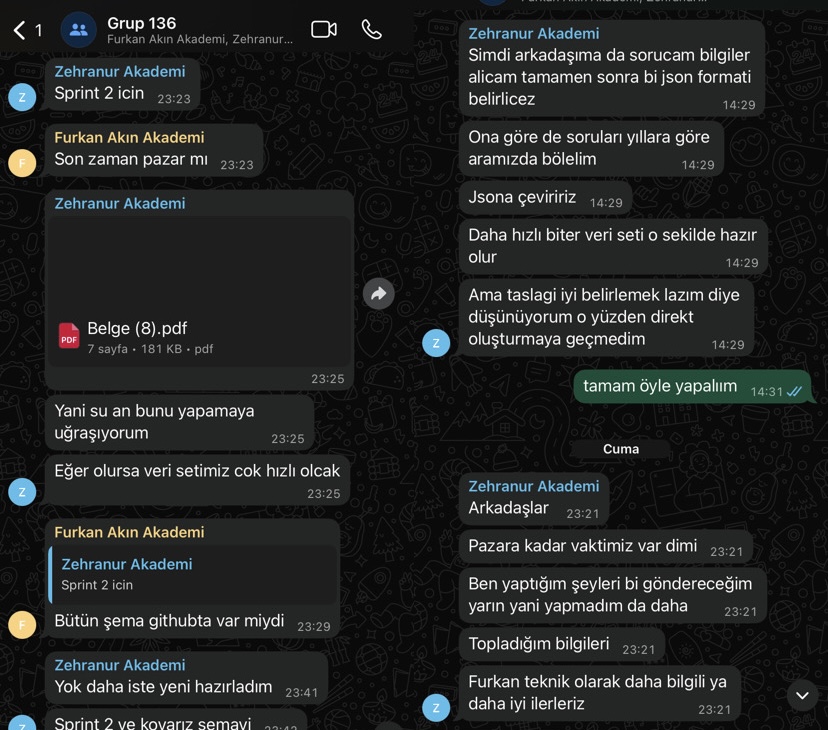 1
Grup 136
Furkan Akın Akademi, Zehranur...
Zehranur Akademi
Sprint 2 icin 23:23
Z
Furkan Akın Akademi
Son zaman pazar mı 23:23
F
Zehranur Akademi
PDF
Belge (8).pdf
7 sayfa • 181 KB • pdf
23:25
Yani su an bunu yapamaya
uğraşıyorum 23:25
Eğer olursa veri setimiz cok hızlı olcak
23:25
Z
Furkan Akın Akademi
Zehranur Akademi
Sprint 2 icin
Bütün şema githubta var miydi 23:29
F
Zehranur Akademi
Yok daha iste yeni hazırladım 23:41
Sprint 2 ye koyarız semayi
Z
Zehranur Akademi
Simdi arkadaşıma da sorucam bilgiler
alicam tamamen sonra bi json formati
belirlicez 14:29
Ona göre de soruları yıllara göre
aramızda bölelim 14:29
Jsona çeviririz 14:29
Daha hızlı biter veri seti o sekilde hazır
olur 14:29
Ama taslagi iyi belirlemek lazım diye
düşünüyorum o yüzden direkt
oluşturmaya geçmedim 14:29
Z
tamam öyle yapalıım 14:31
Cuma
Zehranur Akademi
Arkadaşlar 23:21
Pazara kadar vaktimiz var dimi 23:21
Ben yaptığım şeyleri bi göndereceğim
yarın yani yapmadım da daha 23:21
Topladığım bilgileri 23:21
Furkan teknik olarak daha bilgili ya
daha iyi ilerleriz 23:21
Z